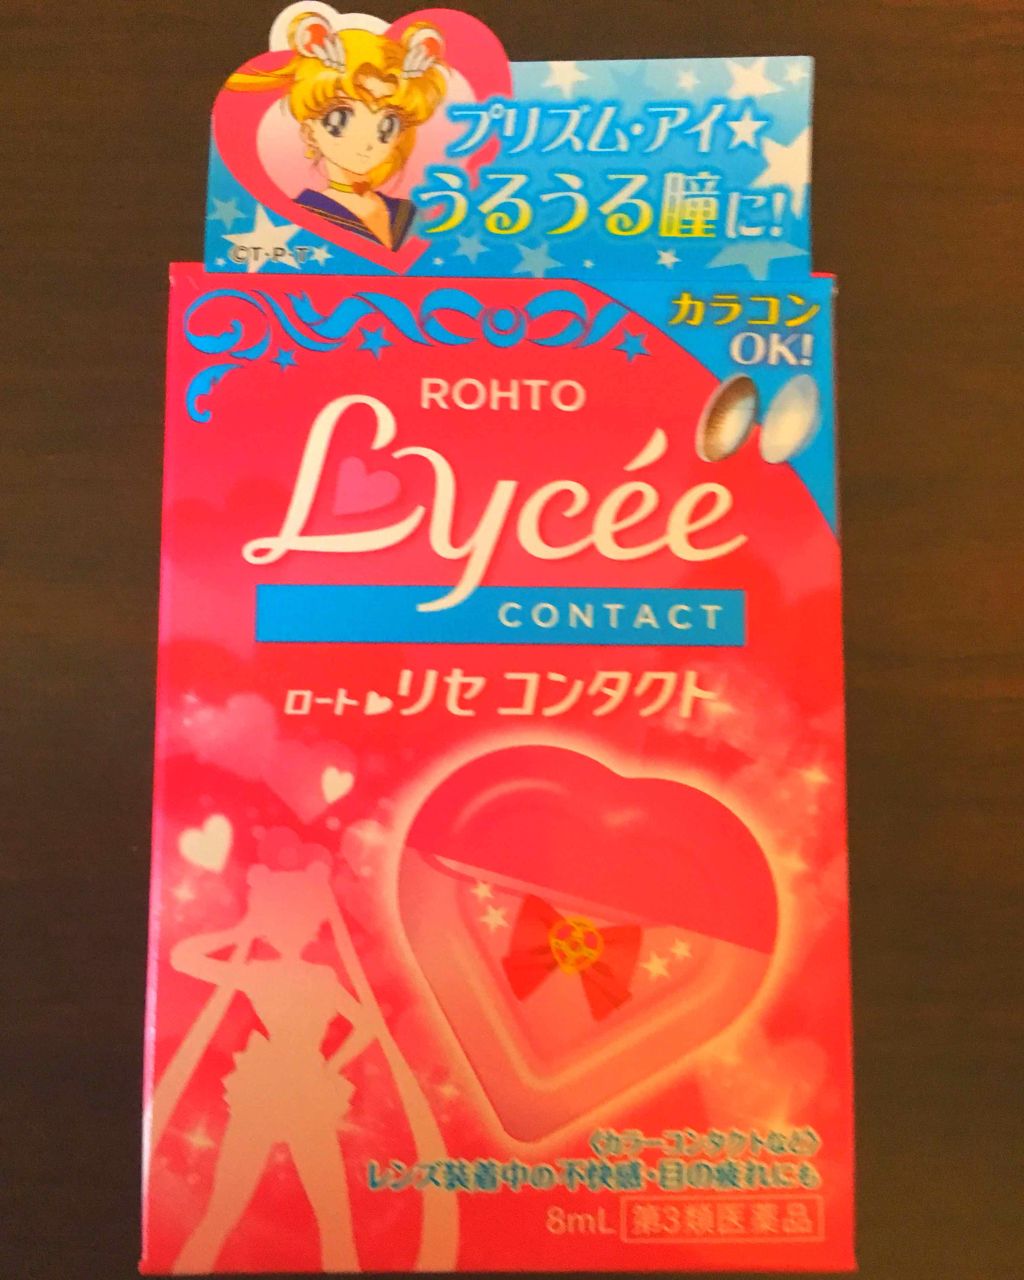 プリズム・アイ★
うるうる瞳に!
©T・P・T
カラコン
OK!
ROHTO
Lycée
CONTACT
ロート リセ コンタクト
〈カラーコンタクトなど〉
レンズ装着中の不快感・目の疲れにも
8mL 第3類医薬品